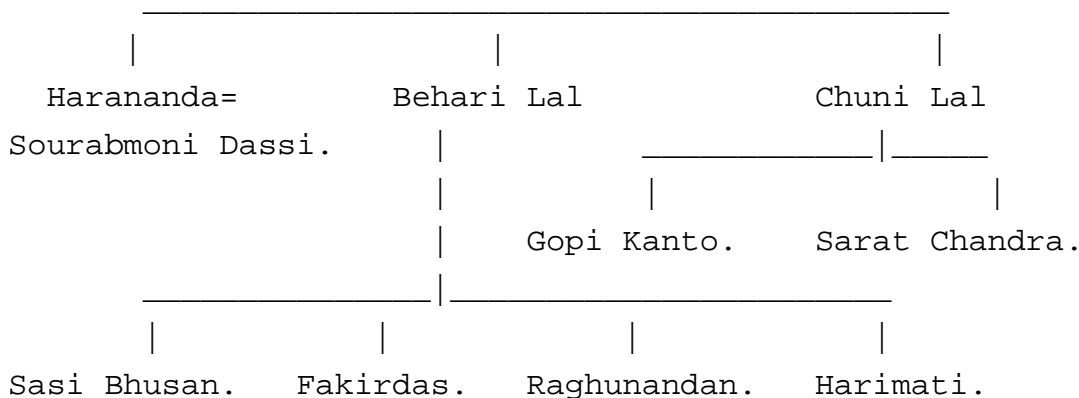 Harananda= Behari Lal Chuni Lal
Sourabmoni Dassi.
Gopi Kanto. Sarat Chandra.
Sasi Bhusan. Fakirdas. Raghunandan. Harimati.